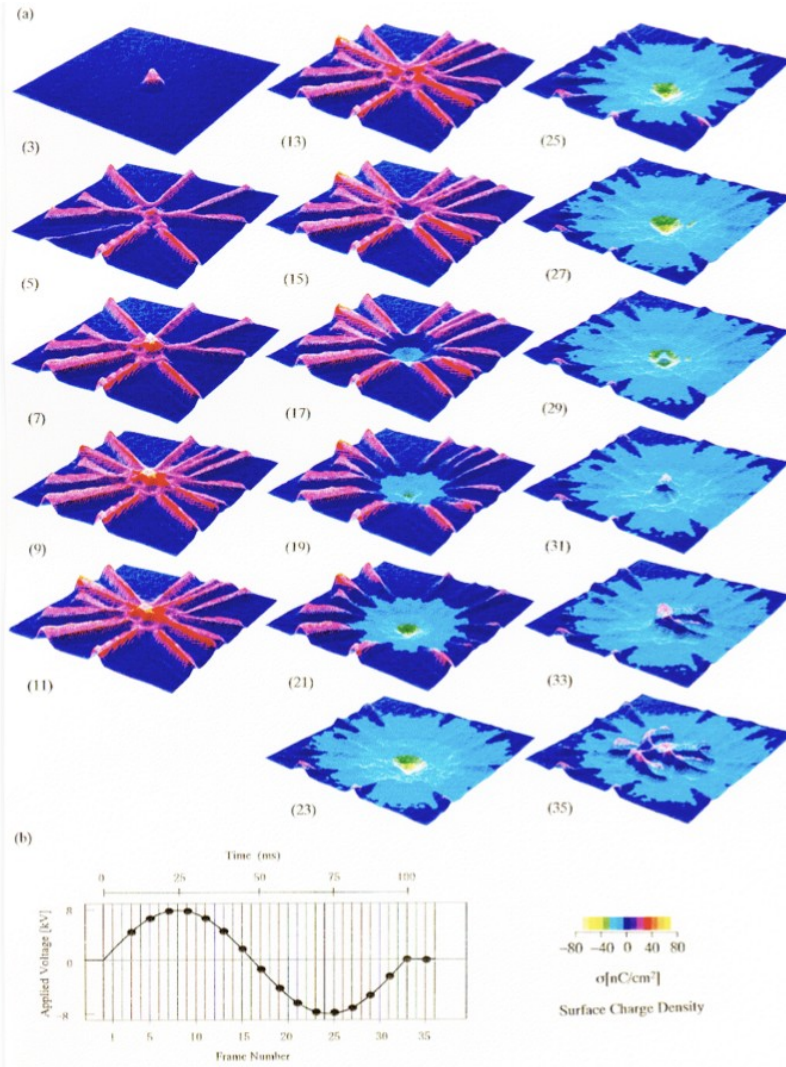 (a)
(3) (13) (25)
(5) (15) (27)
(7) (17) (29)
(9) (19) (31)
(11) (21) (33)
(23) (35)
(b)
Time (ms)
0 25 50 75 100
Applied Voltage [kV]
8
0
-8
1 5 10 15 20 25 30 35
Frame Number
-80 -40 0 40 80
σ[nC/cm²]
Surface Charge Density